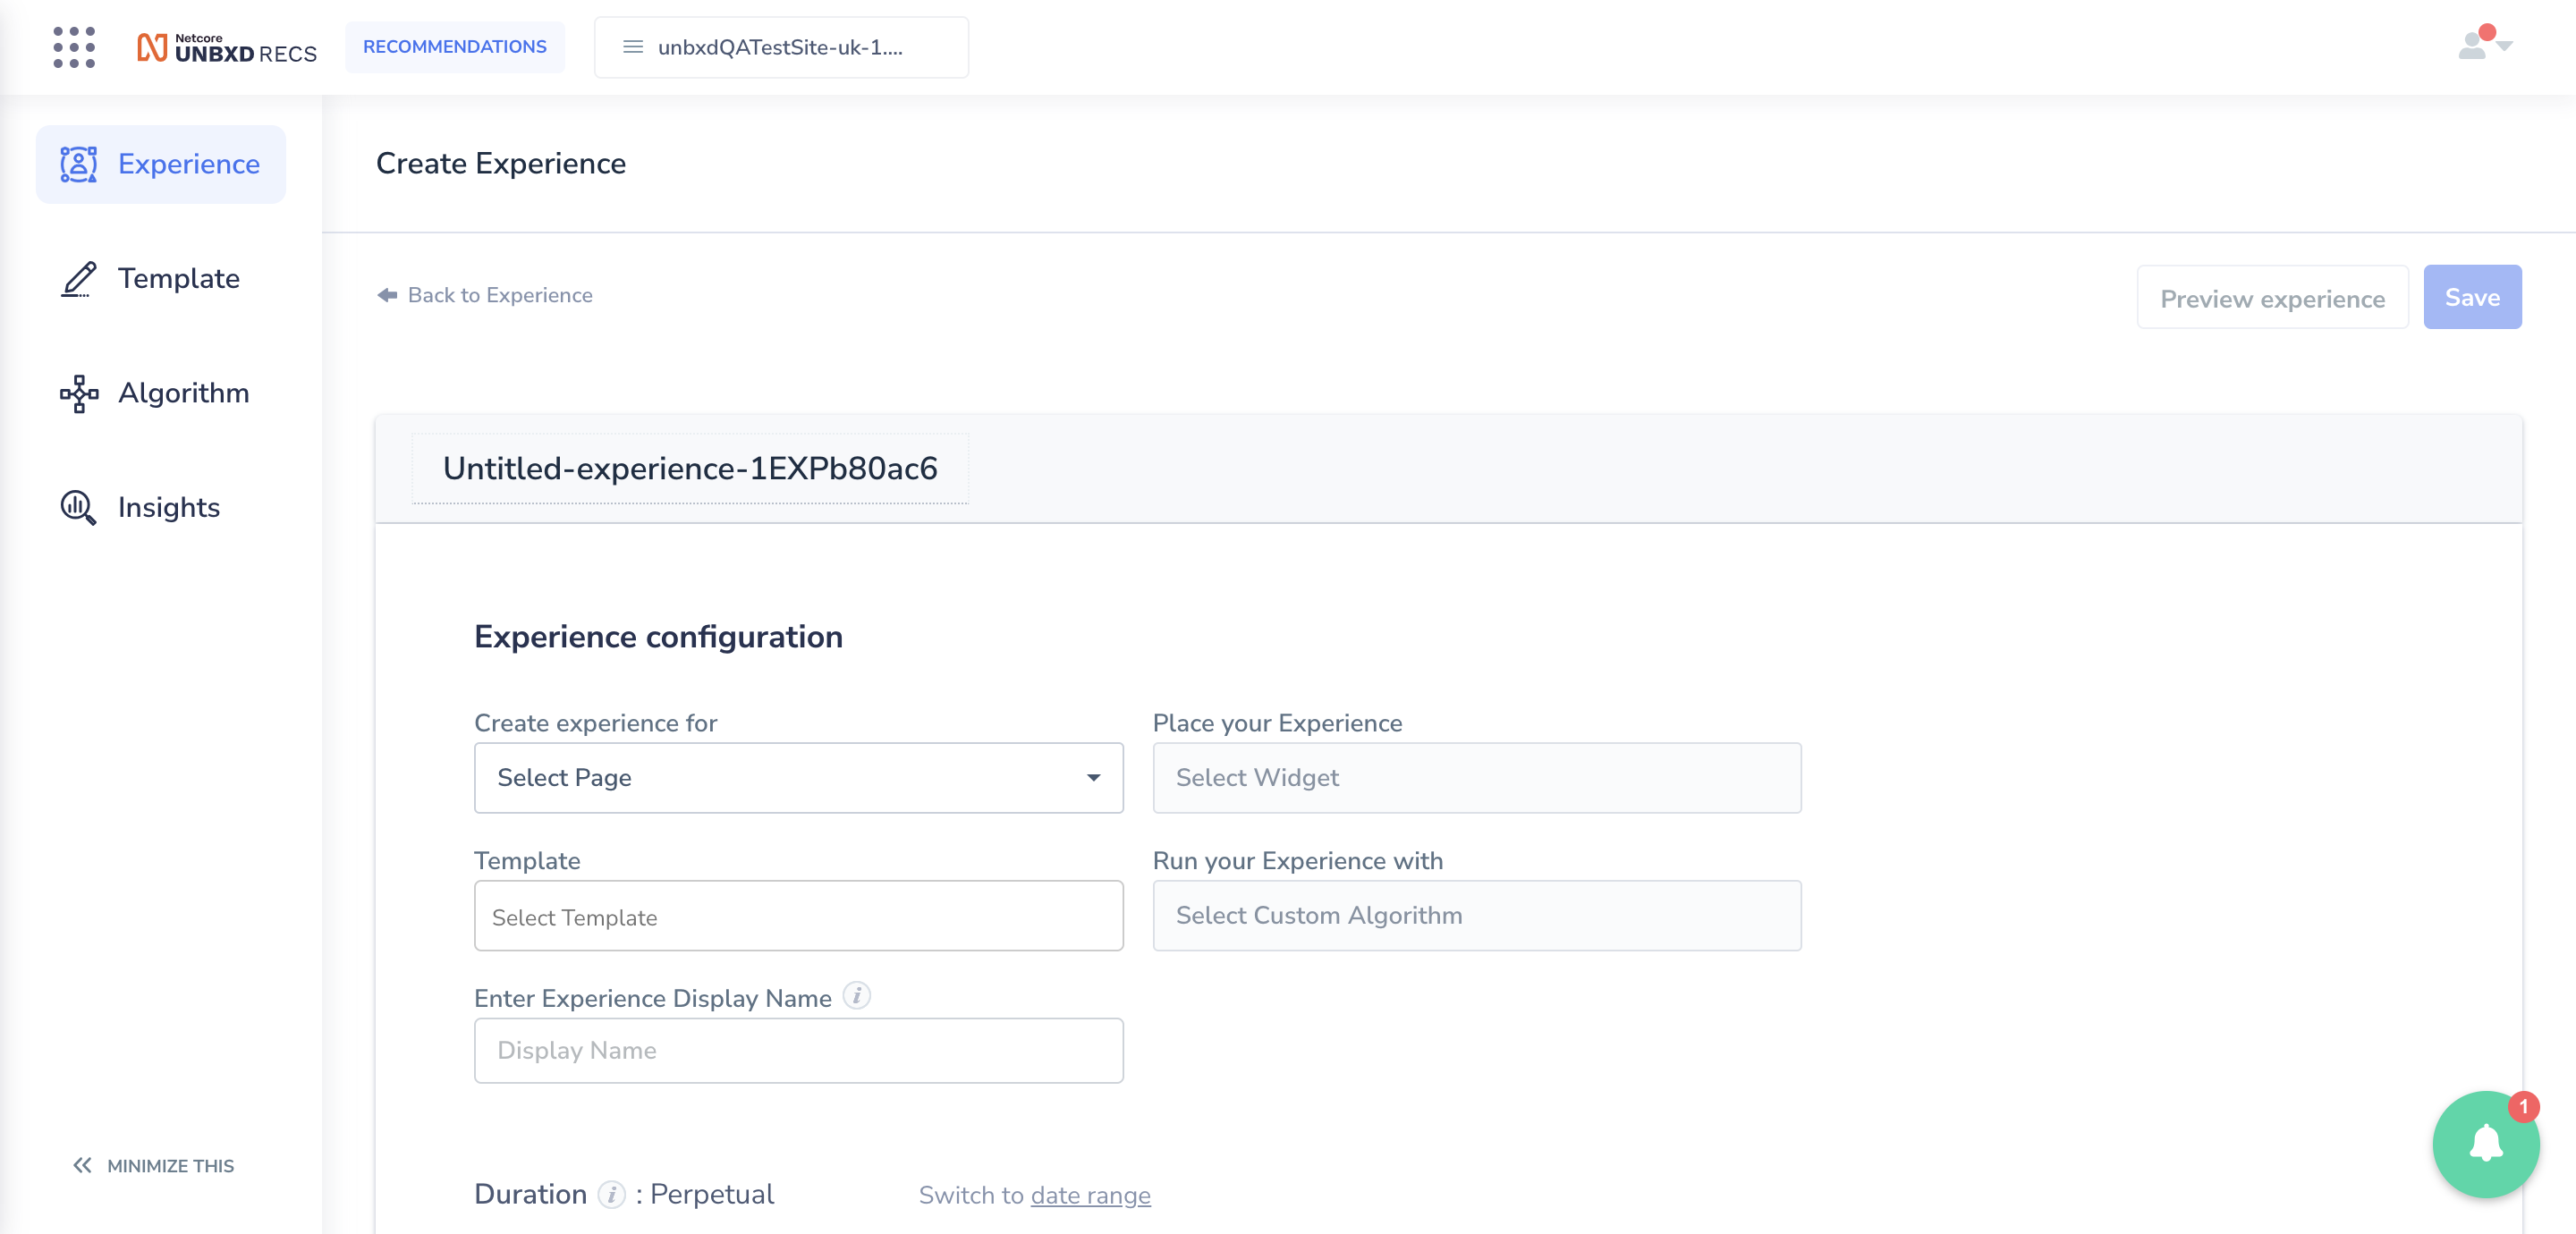 Netcore
UNBXD RECS
RECOMMENDATIONS
unbxdQATestSite-uk-1....
Experience
Template
Algorithm
Insights
MINIMIZE THIS
Create Experience
Back to Experience
Preview experience
Save
Untitled-experience-1EXPb80ac6
Experience configuration
Create experience for
Select Page
Place your Experience
Select Widget
Template
Select Template
Run your Experience with
Select Custom Algorithm
Enter Experience Display Name i
Display Name
Duration i : Perpetual
Switch to date range
1